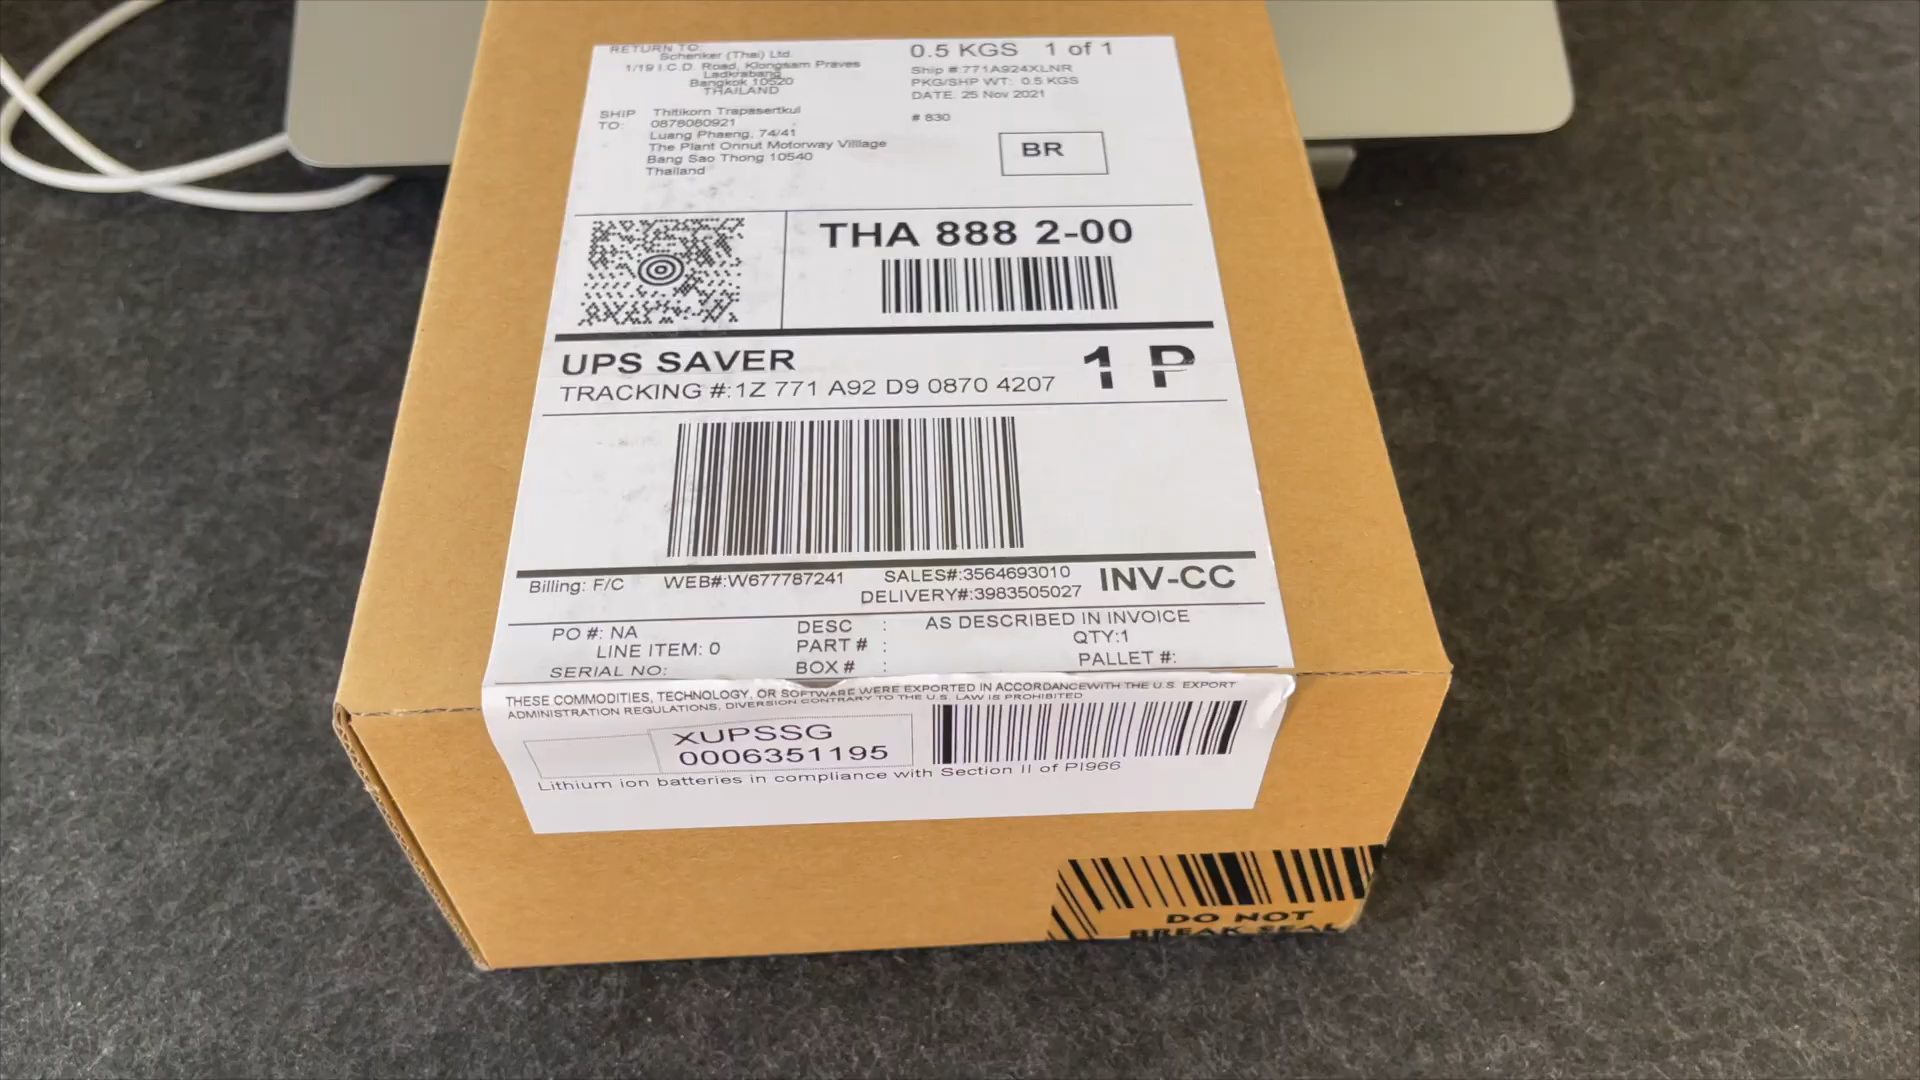 RETURN TO:
Schenker (Thai) Ltd.
1/19 I.C.D. Road, Klongsam Praves
Ladkrabang
Bangkok 10520
THAILAND
0.5 KGS 1 of 1
Ship #:771A924XLNR
PKG/SHP WT: 0.5 KGS
DATE: 25 Nov 2021
# 830
SHIP TO:
Thitikorn Trapasertkul
0878080921
Luang Phaeng, 74/41
The Plant Onnut Motorway Villlage
Bang Sao Thong 10540
Thailand
BR
THA 888 2-00
UPS SAVER
TRACKING #:1Z 771 A92 D9 0870 4207
1 P
Billing: F/C WEB#:W677787241 SALES#:3564693010
DELIVERY#:3983505027
INV-CC
PO #: NA
LINE ITEM: 0
SERIAL NO:
DESC : AS DESCRIBED IN INVOICE
PART # : QTY:1
BOX # : PALLET #:
THESE COMMODITIES, TECHNOLOGY, OR SOFTWARE WERE EXPORTED IN ACCORDANCEWITH THE U.S. EXPORT
ADMINISTRATION REGULATIONS, DIVERSION CONTRARY TO THE U.S. LAW IS PROHIBITED
XUPSSG
0006351195
Lithium ion batteries in compliance with Section II of PI966
DO NOT
BREAK SEAL